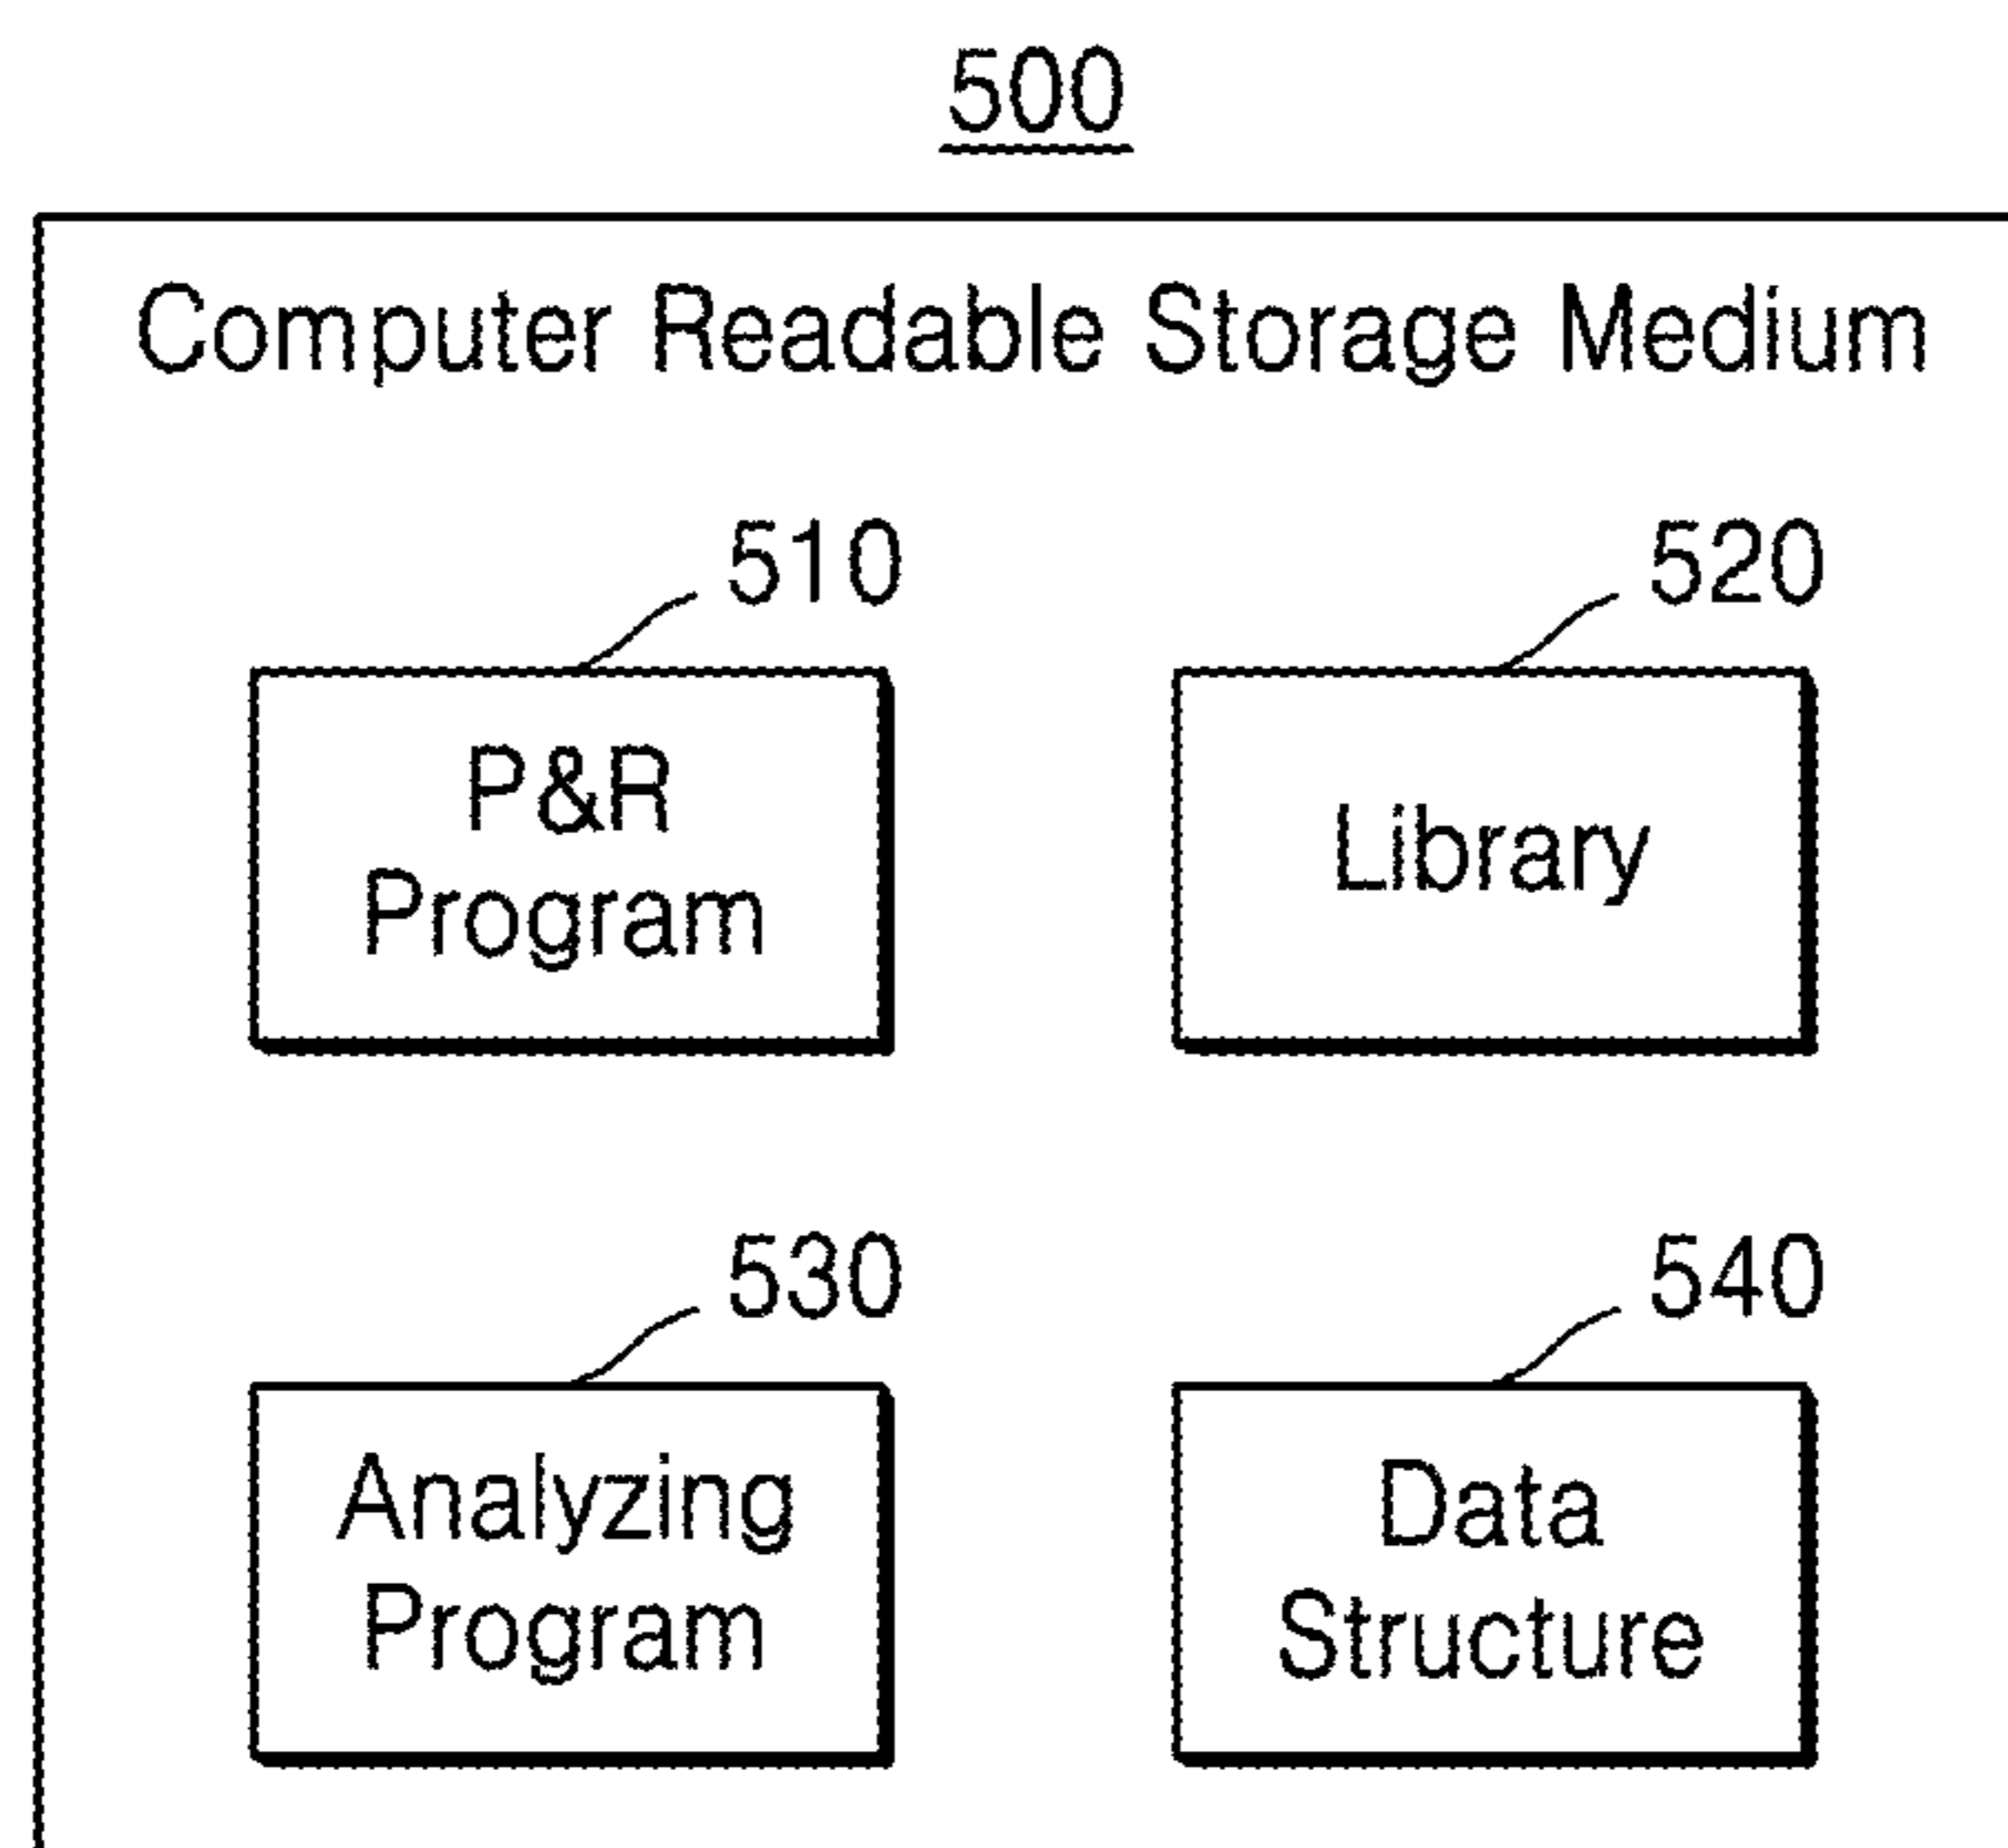 500
Computer Readable Storage Medium
510
520
P&R
Program
Library
530
540
Analyzing
Program
Data
Structure